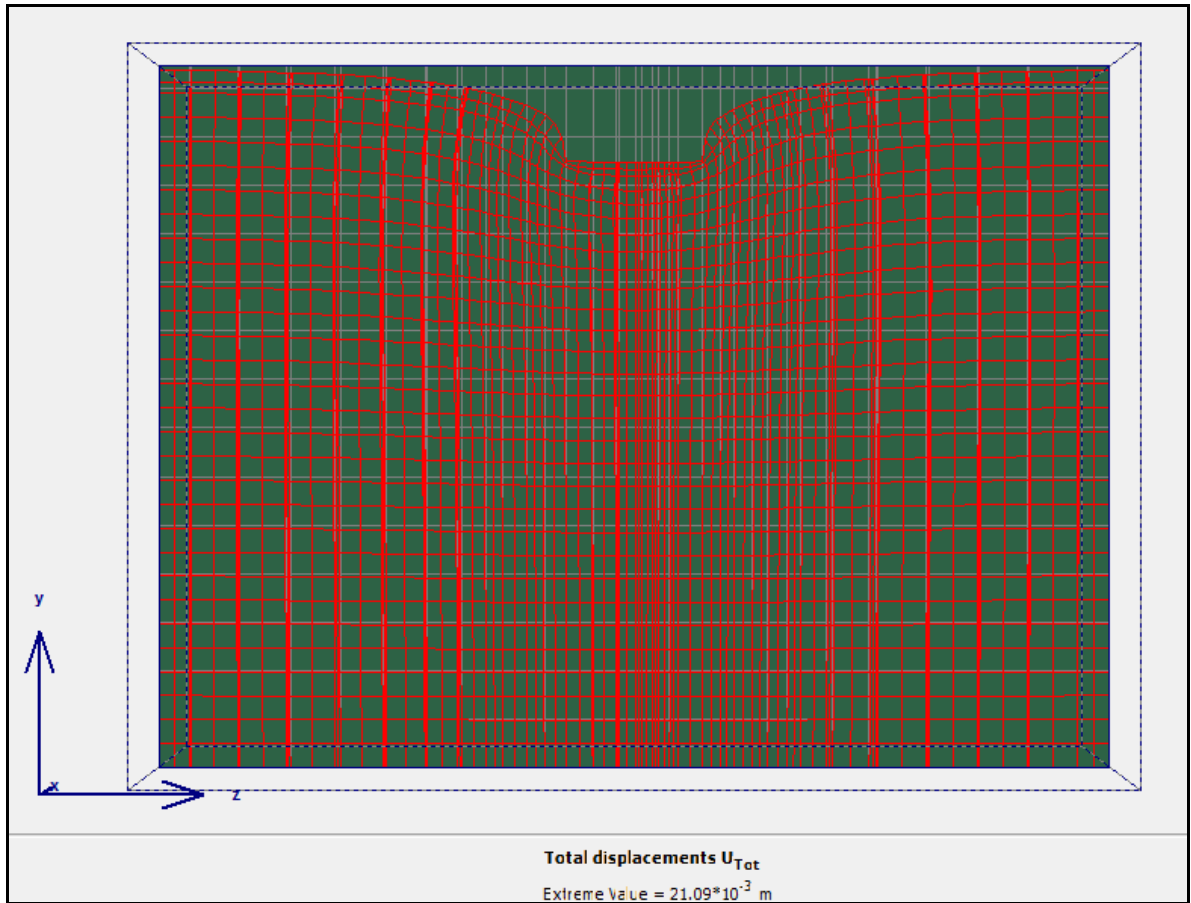 y
x
z
Total displacements U_Tot
Extreme Value = 21.09*10^-3 m